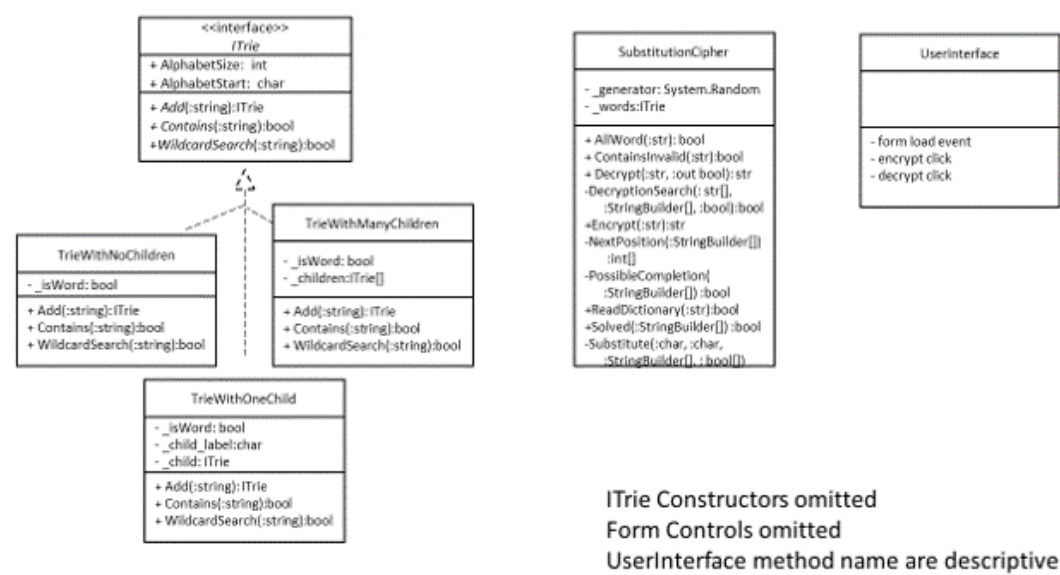 <<interface>>
ITrie
+ AlphabetSize: int
+ AlphabetStart: char
+ Add(:string):ITrie
+ Contains(:string):bool
+WildcardSearch(:string):bool
TrieWithNoChildren
- _isWord: bool
+ Add(:string):ITrie
+ Contains(:string):bool
+ WildcardSearch(:string):bool
TrieWithManyChildren
- _isWord: bool
- _children:ITrie[]
+ Add(:string): ITrie
+ Contains(:string):bool
+ WildcardSearch(:string):bool
TrieWithOneChild
- _isWord: bool
- _child_label:char
- _child: ITrie
+ Add(:string): ITrie
+ Contains(:string):bool
+ WildcardSearch(:string):bool
SubstitutionCipher
- _generator: System.Random
- _words:ITrie
+ AllWord(:str): bool
+ ContainsInvalid(:str):bool
+ Decrypt(:str, :out bool): str
-DecryptionSearch(: str[],
:StringBuilder[], :bool):bool
+Encrypt(:str):str
-NextPosition(:StringBuilder[])
:int[]
-PossibleCompletion(
:StringBuilder[]) :bool
+ReadDictionary(:str):bool
+Solved(:StringBuilder[]) :bool
-Substitute(:char, :char,
:StringBuilder[], : bool[])
UserInterface
- form load event
- encrypt click
- decrypt click
ITrie Constructors omitted
Form Controls omitted
UserInterface method name are descriptive